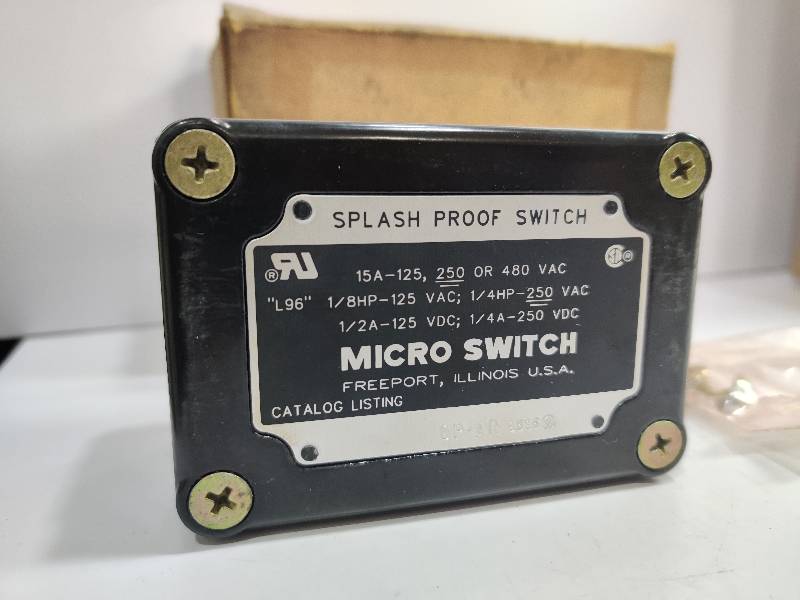 SPLASH PROOF SWITCH
®
15A-125, 250 OR 480 VAC
"L96" 1/8HP-125 VAC; 1/4HP-250 VAC
1/2A-125 VDC; 1/4A-250 VDC
MICRO SWITCH
FREEPORT, ILLINOIS U.S.A.
CATALOG LISTING